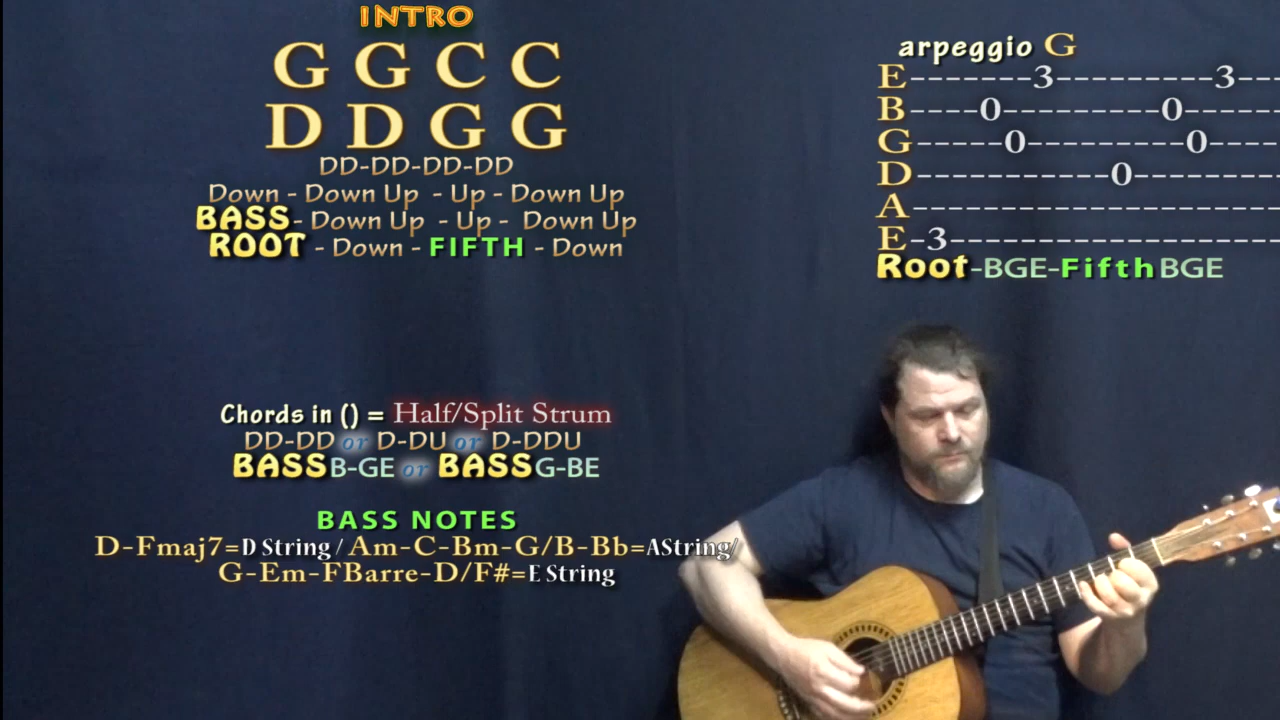 INTRO
G G C C
D D G G
DD-DD-DD-DD
Down - Down Up - Up - Down Up
BASS - Down Up - Up - Down Up
ROOT - Down - FIFTH - Down
Chords in () = Half/Split Strum
DD-DD or D-DU or D-DDU
BASS B-GE or BASS G-BE
BASS NOTES
D-Fmaj7=D String / Am-C-Bm-G/B-Bb=AString/
G-Em-FBarre-D/F#=E String
arpeggio G
E-------3----------3---
B----0----------0------
G-----0----------0----
D-----------0---------
A---------------------
E-3-------------------
Root-BGE-Fifth BGE